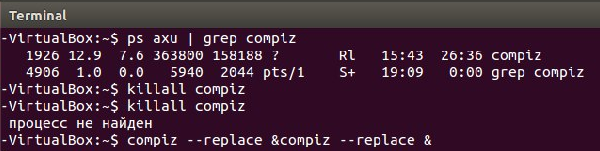 Terminal
-VirtualBox:~$ ps axu | grep compiz
1926 12.9 7.6 363800 158188 ? Rl 15:43 26:36 compiz
4906 1.0 0.0 5940 2044 pts/1 S+ 19:09 0:00 grep compiz
-VirtualBox:~$ killall compiz
-VirtualBox:~$ killall compiz
процесс не найден
-VirtualBox:~$ compiz --replace &compiz --replace &